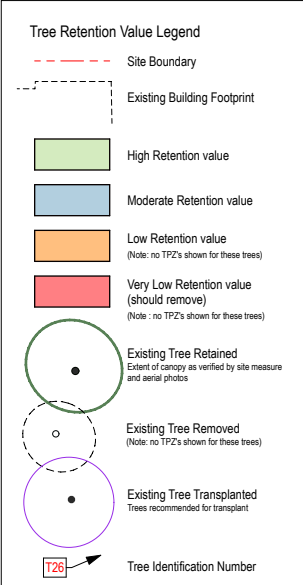 Tree Retention Value Legend
Site Boundary
Existing Building Footprint
High Retention value
Moderate Retention value
Low Retention value
(Note: no TPZ's shown for these trees)
Very Low Retention value
(should remove)
(Note : no TPZ's shown for these trees)
Existing Tree Retained
Extent of canopy as verified by site measure
and aerial photos
Existing Tree Removed
(Note: no TPZ's shown for these trees)
Existing Tree Transplanted
Trees recommended for transplant
T26
Tree Identification Number